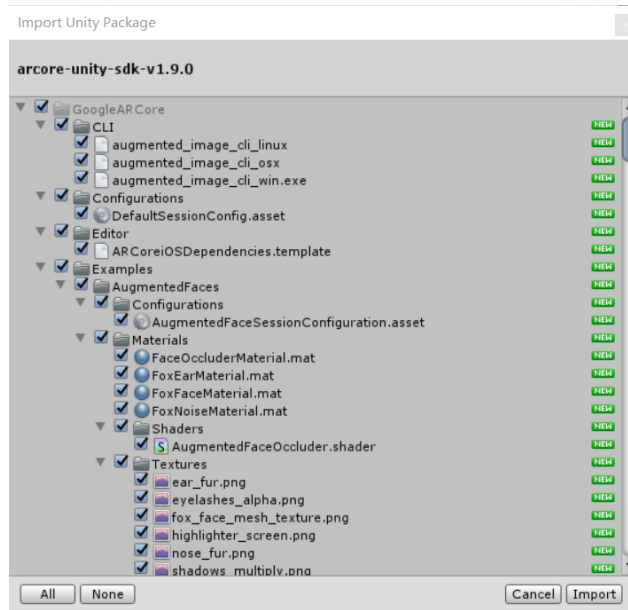 Import Unity Package
arcore-unity-sdk-v1.9.0
GoogleARCore
CLI NEW
augmented_image_cli_linux NEW
augmented_image_cli_osx NEW
augmented_image_cli_win.exe NEW
Configurations NEW
DefaultSessionConfig.asset NEW
Editor NEW
ARCoreiOSDependencies.template NEW
Examples NEW
AugmentedFaces NEW
Configurations NEW
AugmentedFaceSessionConfiguration.asset NEW
Materials NEW
FaceOccluderMaterial.mat NEW
FoxEarMaterial.mat NEW
FoxFaceMaterial.mat NEW
FoxNoiseMaterial.mat NEW
Shaders NEW
AugmentedFaceOccluder.shader NEW
Textures NEW
ear_fur.png NEW
eyelashes_alpha.png NEW
fox_face_mesh_texture.png NEW
highlighter_screen.png NEW
nose_fur.png NEW
shadows_multiply.png NEW
All None Cancel Import